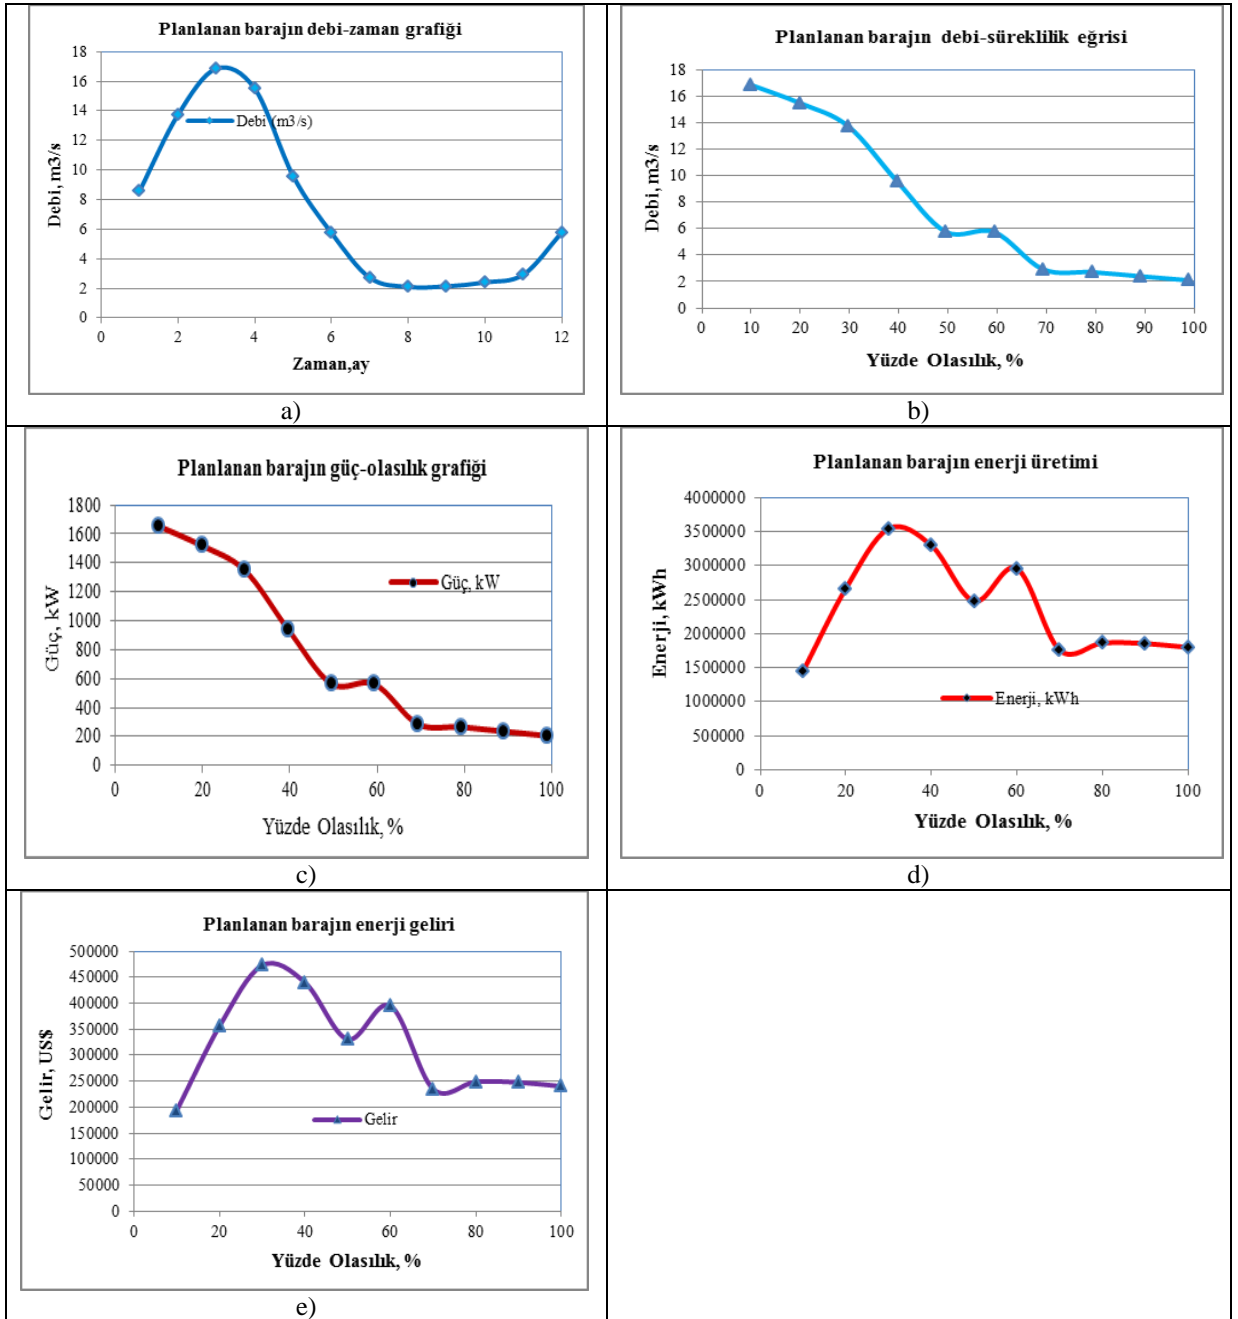 Planlanan barajın debi-zaman grafiği
18
16
14
12
10
8
6
4
2
0
Debi, m3/s
Debi (m3/s)
0 2 4 6 8 10 12
Zaman,ay
a)
Planlanan barajın debi-süreklilik eğrisi
18
16
14
12
10
8
6
4
2
0
Debi, m3/s
0 10 20 30 40 50 60 70 80 90 100
Yüzde Olasılık, %
b)
Planlanan barajın güç-olasılık grafiği
1800
1600
1400
1200
1000
800
600
400
200
0
Güç, kW
Güç, kW
0 20 40 60 80 100
Yüzde Olasılık, %
c)
Planlanan barajın enerji üretimi
4000000
3500000
3000000
2500000
2000000
1500000
1000000
500000
0
Enerji, kWh
Enerji, kWh
0 20 40 60 80 100
Yüzde Olasılık, %
d)
Planlanan barajın enerji geliri
500000
450000
400000
350000
300000
250000
200000
150000
100000
50000
0
Gelir, US$
Gelir
0 20 40 60 80 100
Yüzde Olasılık, %
e)